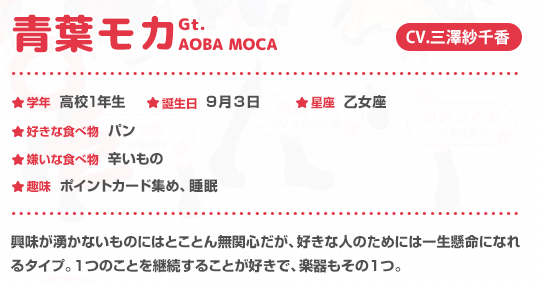 青葉モカ Gt. AOBA MOCA CV.三澤紗千香
★学年 高校1年生 ★誕生日 9月3日 ★星座 乙女座
★好きな食べ物 パン
★嫌いな食べ物 辛いもの
★趣味 ポイントカード集め、睡眠
興味が湧かないものにはとことん無関心だが、好きな人のためには一生懸命になれ
るタイプ。1つのことを継続することが好きで、楽器もその1つ。